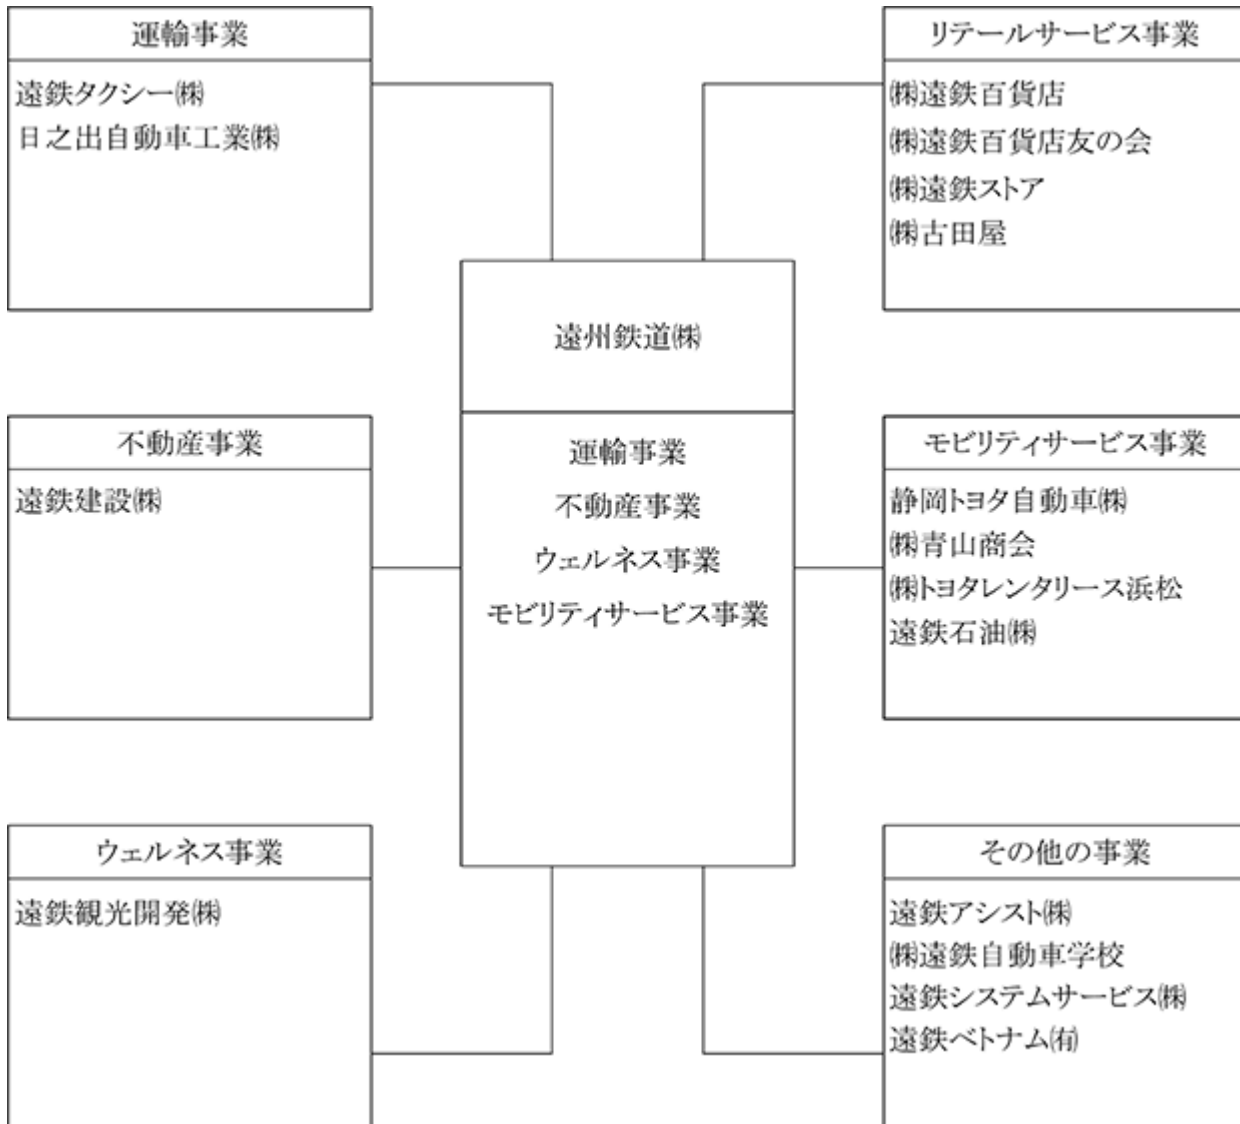 運輸事業
遠鉄タクシー㈱
日之出自動車工業㈱
リテールサービス事業
㈱遠鉄百貨店
㈱遠鉄百貨店友の会
㈱遠鉄ストア
㈱古田屋
遠州鉄道㈱
運輸事業
不動産事業
ウェルネス事業
モビリティサービス事業
不動産事業
遠鉄建設㈱
モビリティサービス事業
静岡トヨタ自動車㈱
㈱青山商会
㈱トヨタレンタリース浜松
遠鉄石油㈱
ウェルネス事業
遠鉄観光開発㈱
その他の事業
遠鉄アシスト㈱
㈱遠鉄自動車学校
遠鉄システムサービス㈱
遠鉄ベトナム㈲